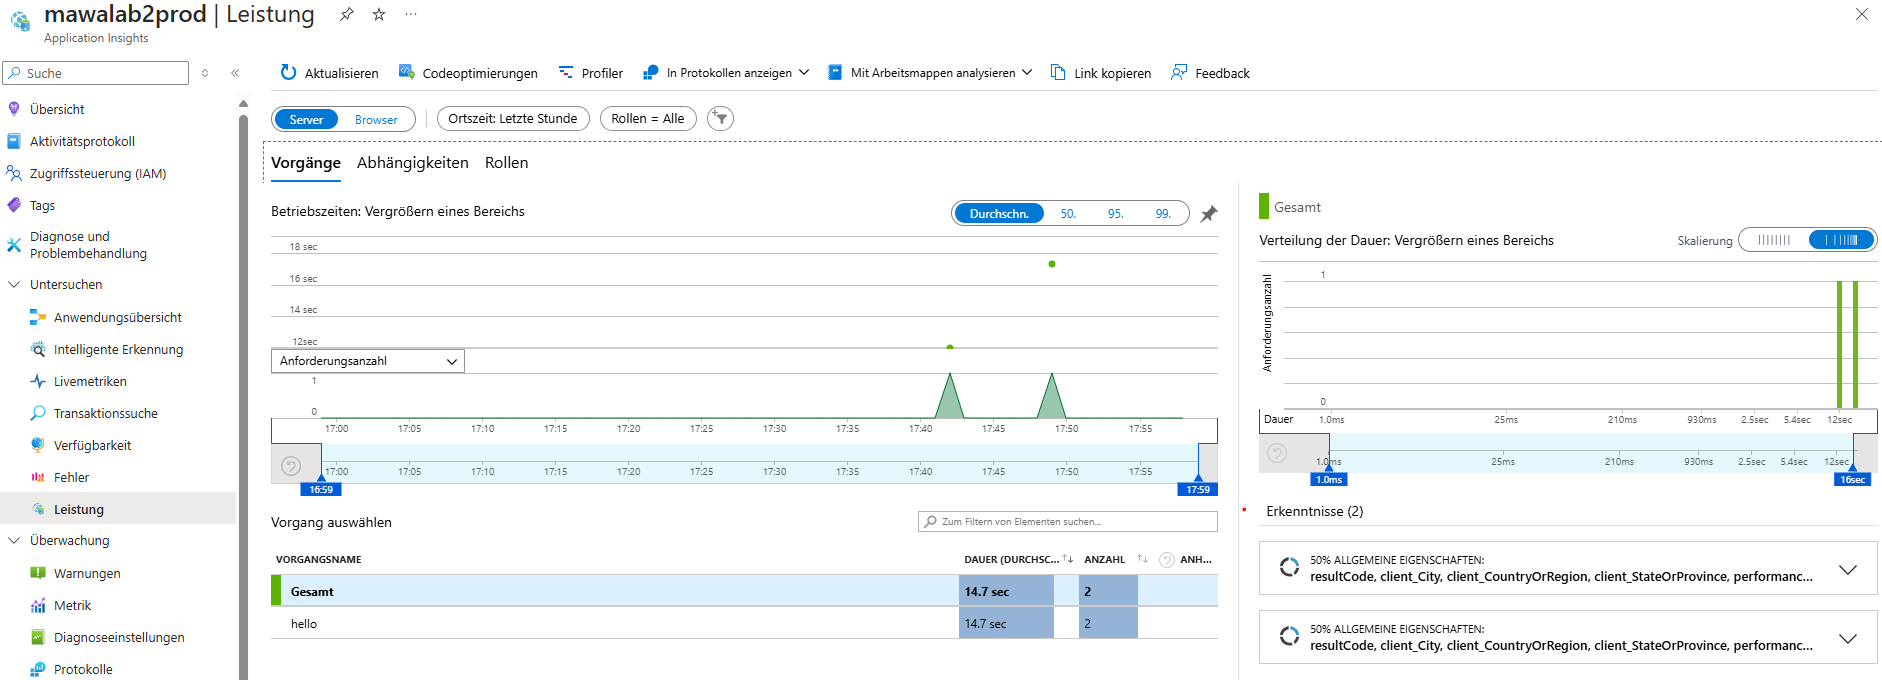 mawalab2prod | Leistung
Application Insights
Suche
Übersicht
Aktivitätsprotokoll
Zugriffssteuerung (IAM)
Tags
Diagnose und
Problembehandlung
Untersuchen
Anwendungsübersicht
Intelligente Erkennung
Livemetriken
Transaktionssuche
Verfügbarkeit
Fehler
Leistung
Überwachung
Warnungen
Metrik
Diagnoseeinstellungen
Protokolle
Aktualisieren Codeoptimierungen Profiler In Protokollen anzeigen Mit Arbeitsmappen analysieren Link kopieren Feedback
Server Browser Ortszeit: Letzte Stunde Rollen = Alle
Vorgänge Abhängigkeiten Rollen
Betriebszeiten: Vergrößern eines Bereichs
Durchschn. 50. 95. 99.
18 sec
16 sec
14 sec
12sec
Anforderungsanzahl
1
0
17:00 17:05 17:10 17:15 17:20 17:25 17:30 17:35 17:40 17:45 17:50 17:55
17:00 17:05 17:10 17:15 17:20 17:25 17:30 17:35 17:40 17:45 17:50 17:55
16:59 17:59
Vorgang auswählen
Zum Filtern von Elementen suchen...
VORGANGSNAME DAUER (DURCHSC... ANZAHL ANH...
Gesamt 14.7 sec 2
hello 14.7 sec 2
Gesamt
Verteilung der Dauer: Vergrößern eines Bereichs
Skalierung
Anforderungsanzahl
1
0
Dauer 1.0ms 25ms 210ms 930ms 2.5sec 5.4sec 12sec
1.0ms 25ms 210ms 930ms 2.5sec 5.4sec 12sec
1.0ms 16sec
Erkenntnisse (2)
50% ALLGEMEINE EIGENSCHAFTEN:
resultCode, client_City, client_CountryOrRegion, client_StateOrProvince, performanc...
50% ALLGEMEINE EIGENSCHAFTEN:
resultCode, client_City, client_CountryOrRegion, client_StateOrProvince, performanc...